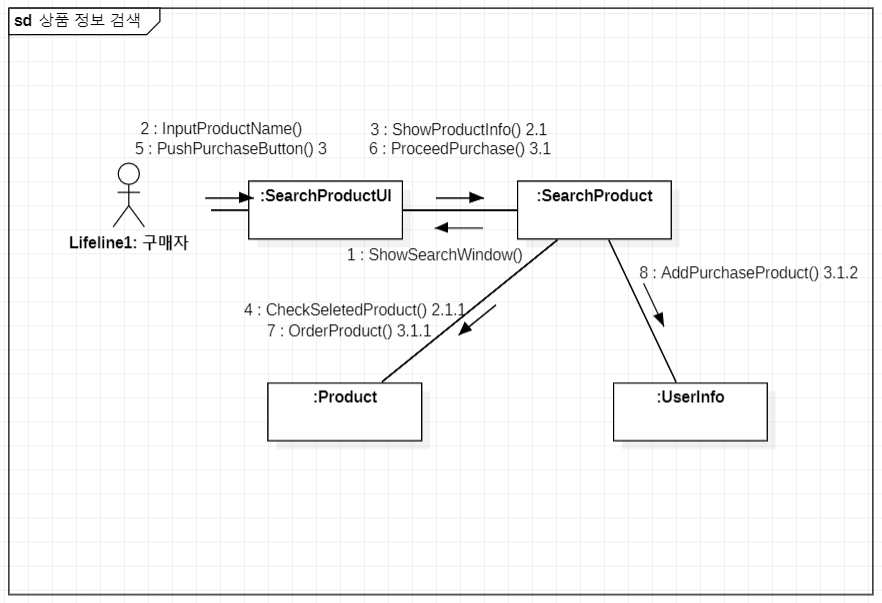 sd 상품 정보 검색
2 : InputProductName()
5 : PushPurchaseButton() 3
3 : ShowProductInfo() 2.1
6 : ProceedPurchase() 3.1
:SearchProductUI
:SearchProduct
Lifeline1: 구매자
1 : ShowSearchWindow()
8 : AddPurchaseProduct() 3.1.2
4 : CheckSeletedProduct() 2.1.1
7 : OrderProduct() 3.1.1
:Product
:UserInfo